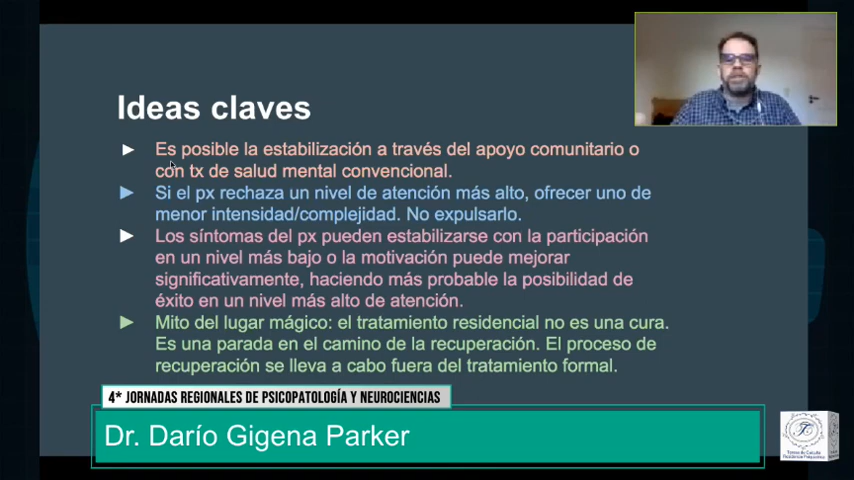 Ideas claves
Es posible la estabilización a través del apoyo comunitario o
con tx de salud mental convencional.
Si el px rechaza un nivel de atención más alto, ofrecer uno de
menor intensidad/complejidad. No expulsarlo.
Los síntomas del px pueden estabilizarse con la participación
en un nivel más bajo o la motivación puede mejorar
significativamente, haciendo más probable la posibilidad de
éxito en un nivel más alto de atención.
Mito del lugar mágico: el tratamiento residencial no es una cura.
Es una parada en el camino de la recuperación. El proceso de
recuperación se lleva a cabo fuera del tratamiento formal.
4* JORNADAS REGIONALES DE PSICOPATOLOGÍA Y NEUROCIENCIAS
Dr. Darío Gigena Parker